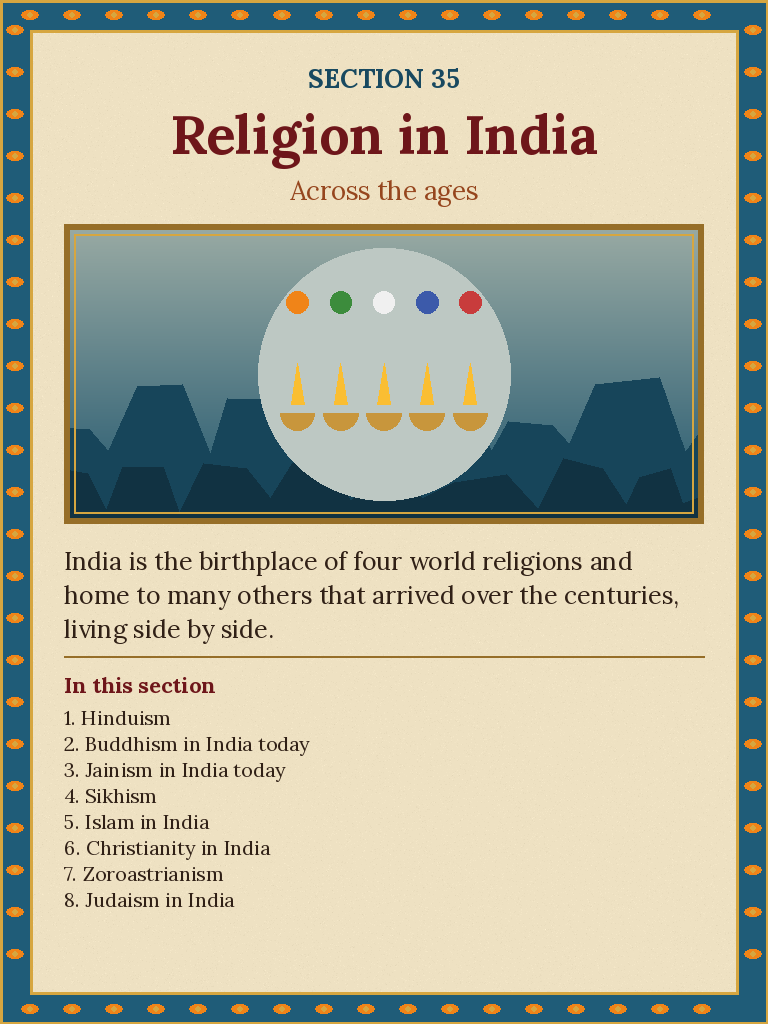 SECTION 35
Religion in India
Across the ages
India is the birthplace of four world religions and
home to many others that arrived over the centuries,
living side by side.
In this section
1. Hinduism
2. Buddhism in India today
3. Jainism in India today
4. Sikhism
5. Islam in India
6. Christianity in India
7. Zoroastrianism
8. Judaism in India